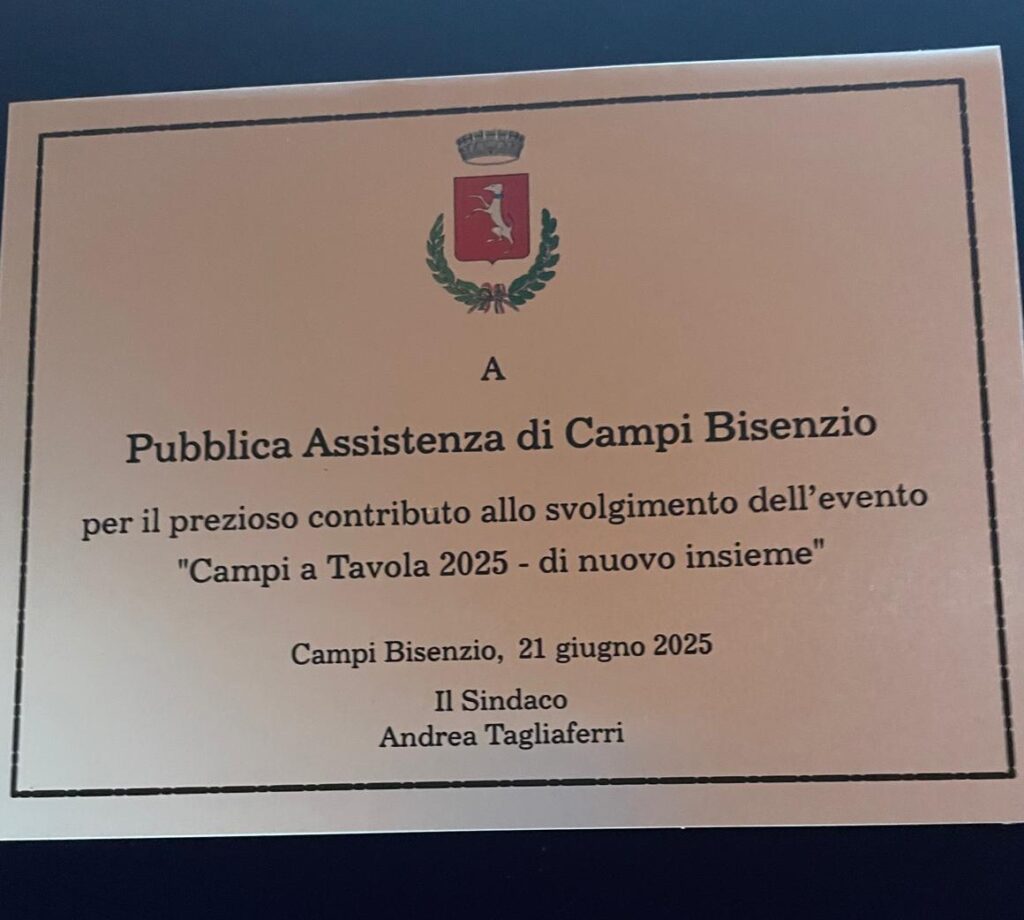 A
Pubblica Assistenza di Campi Bisenzio
per il prezioso contributo allo svolgimento dell’evento
"Campi a Tavola 2025 - di nuovo insieme"
Campi Bisenzio, 21 giugno 2025
Il Sindaco
Andrea Tagliaferri